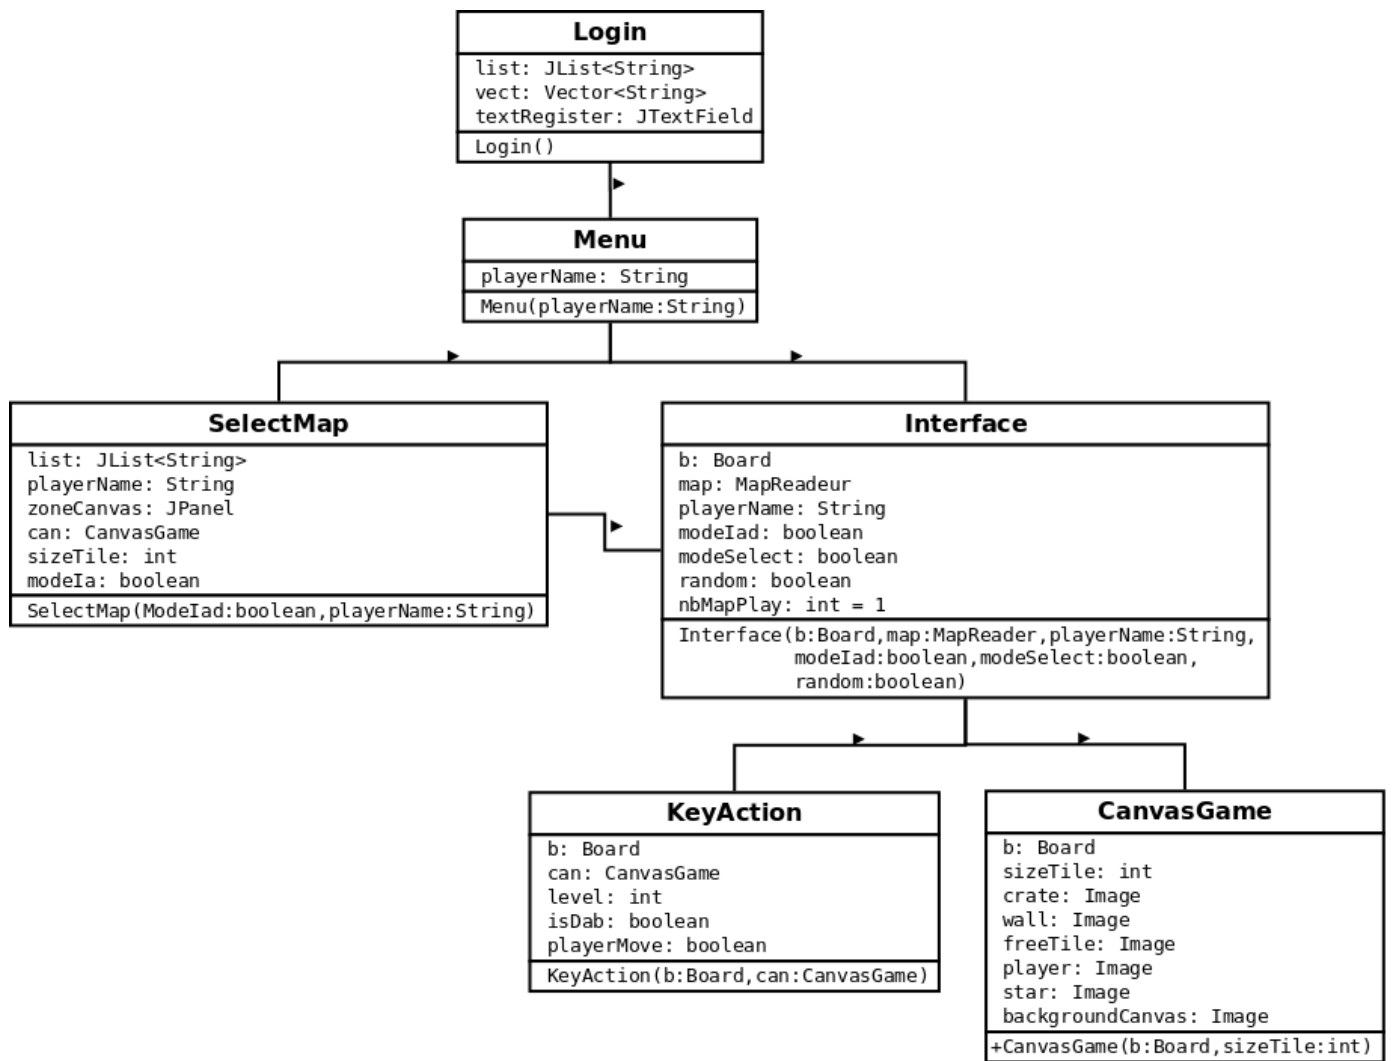 Login
list: JList<String>
vect: Vector<String>
textRegister: JTextField
Login()
Menu
playerName: String
Menu(playerName:String)
SelectMap
list: JList<String>
playerName: String
zoneCanvas: JPanel
can: CanvasGame
sizeTile: int
modeIa: boolean
SelectMap(ModeIad:boolean,playerName:String)
Interface
b: Board
map: MapReadeur
playerName: String
modeIad: boolean
modeSelect: boolean
random: boolean
nbMapPlay: int = 1
Interface(b:Board,map:MapReader,playerName:String,
modeIad:boolean,modeSelect:boolean,
random:boolean)
KeyAction
b: Board
can: CanvasGame
level: int
isDab: boolean
playerMove: boolean
KeyAction(b:Board,can:CanvasGame)
CanvasGame
b: Board
sizeTile: int
crate: Image
wall: Image
freeTile: Image
player: Image
star: Image
backgroundCanvas: Image
+CanvasGame(b:Board,sizeTile:int)